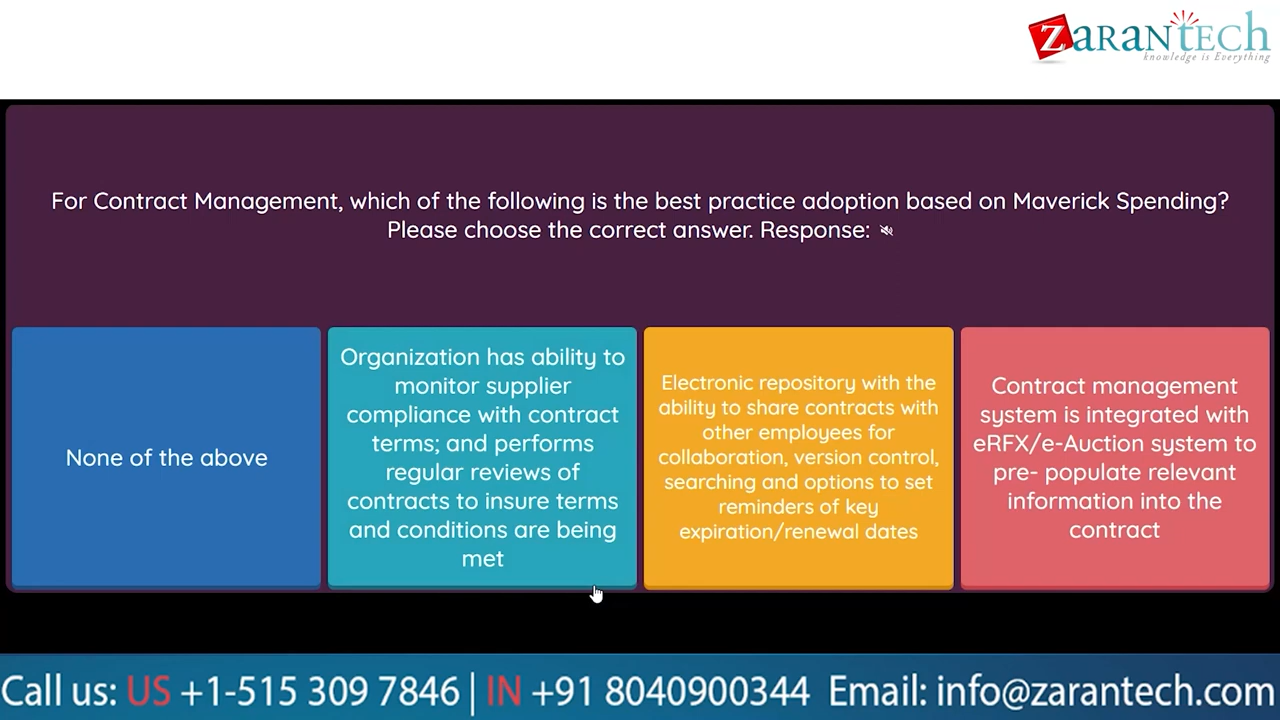 ZARANTECH
knowledge is Everything
For Contract Management, which of the following is the best practice adoption based on Maverick Spending?
Please choose the correct answer. Response:
None of the above
Organization has ability to
monitor supplier
compliance with contract
terms; and performs
regular reviews of
contracts to insure terms
and conditions are being
met
Electronic repository with the
ability to share contracts with
other employees for
collaboration, version control,
searching and options to set
reminders of key
expiration/renewal dates
Contract management
system is integrated with
eRFX/e-Auction system to
pre- populate relevant
information into the
contract
Call us: US +1-515 309 7846 | IN +91 8040900344 Email: info@zarantech.com